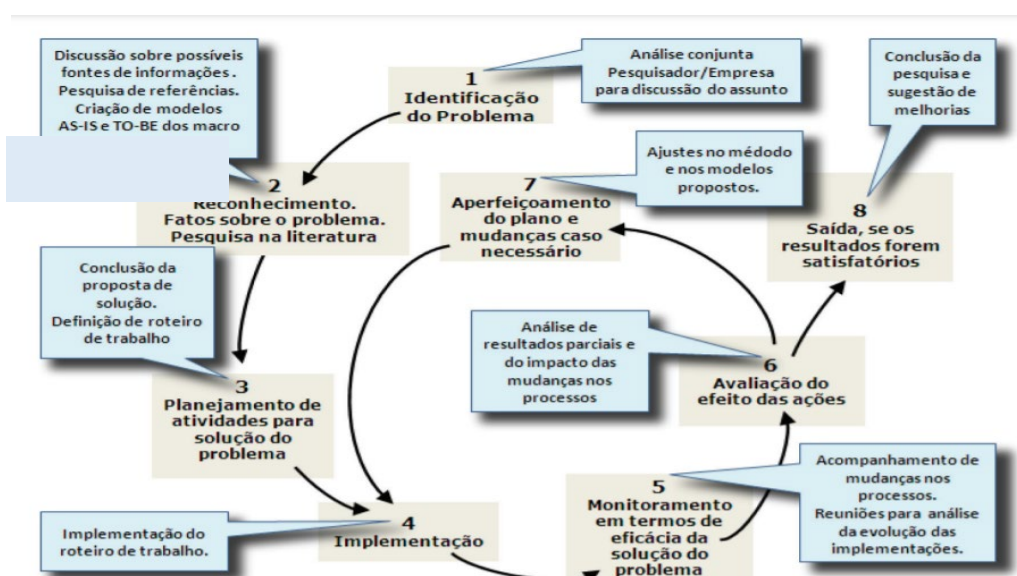 Discussão sobre possíveis
fontes de informações .
Pesquisa de referências.
Criação de modelos
AS-IS e TO-BE dos macro
1
Identificação
do Problema
Análise conjunta
Pesquisador/Empresa
para discussão do assunto
Conclusão da
pesquisa e
sugestão de
melhorias
2
Reconhecimento.
Fatos sobre o problema.
Pesquisa na literatura
7
Aperfeiçoamento
do plano e
mudanças caso
necessário
Ajustes no médodo
e nos modelos
propostos.
8
Saída, se os
resultados forem
satisfatórios
Conclusão da
proposta de
solução.
Definição de roteiro
de trabalho
Análise de
resultados parciais e
do impacto das
mudanças nos
processos
6
Avaliação do
efeito das ações
3
Planejamento de
atividades para
solução do
problema
5
Monitoramento
em termos de
eficácia da
solução do
problema
Acompanhamento de
mudanças nos
processos.
Reuniões para análise
da evolução das
implementações.
Implementação do
roteiro de trabalho.
4
Implementação